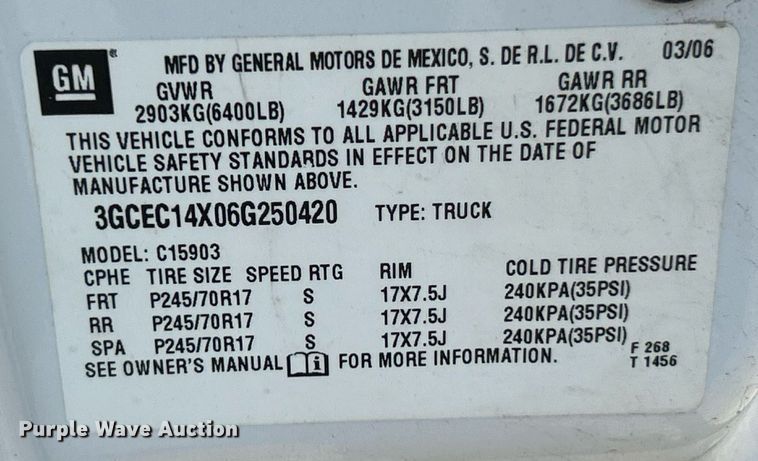 GM
MFD BY GENERAL MOTORS DE MEXICO, S. DE R.L. DE C.V. 03/06
GVWR GAWR FRT GAWR RR
2903KG(6400LB) 1429KG(3150LB) 1672KG(3686LB)
THIS VEHICLE CONFORMS TO ALL APPLICABLE U.S. FEDERAL MOTOR
VEHICLE SAFETY STANDARDS IN EFFECT ON THE DATE OF
MANUFACTURE SHOWN ABOVE.
3GCEC14X06G250420 TYPE: TRUCK
MODEL: C15903
CPHE TIRE SIZE SPEED RTG RIM COLD TIRE PRESSURE
FRT P245/70R17 S 17X7.5J 240KPA(35PSI)
RR P245/70R17 S 17X7.5J 240KPA(35PSI)
SPA P245/70R17 S 17X7.5J 240KPA(35PSI)
SEE OWNER'S MANUAL i FOR MORE INFORMATION.
F 268
T 1456
Purple Wave Auction